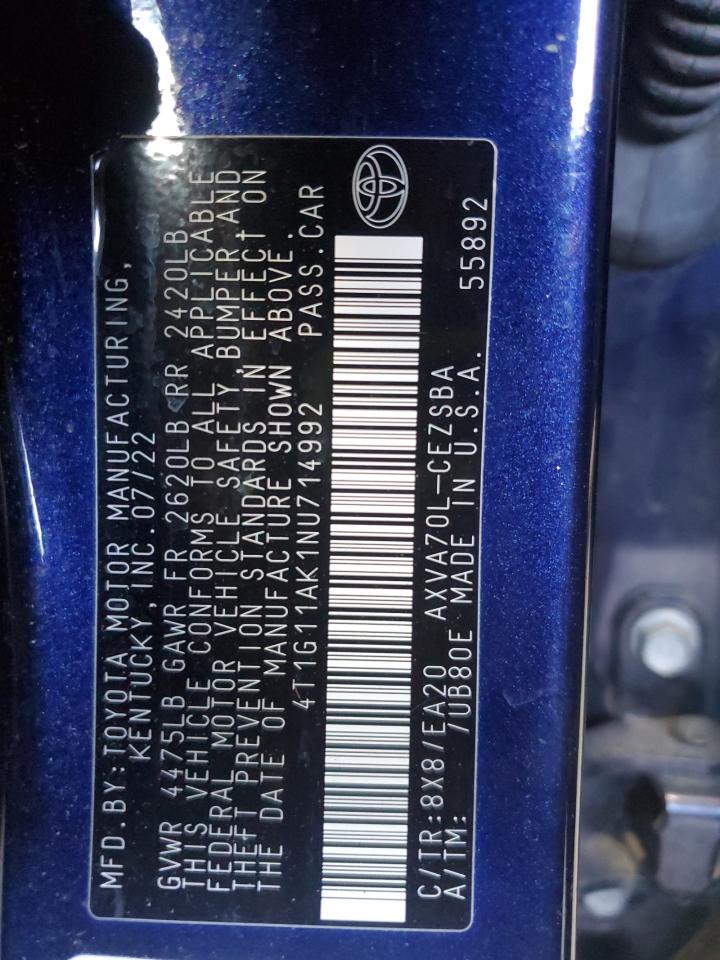 MFD.BY:TOYOTA MOTOR MANUFACTURING,
KENTUCKY, INC.07/22
GVWR 4475LB GAWR FR 2620LB RR 2420LB
THIS VEHICLE CONFORMS TO ALL APPLICABLE
FEDERAL MOTOR VEHICLE SAFETY,BUMPER,AND
THEFT PREVENTION STANDARDS IN EFFECT ON
THE DATE OF MANUFACTURE SHOWN ABOVE.
4T1G11AK1NU714992 PASS.CAR
C/TR:8X8/EA20 AXVA70L-CEZSBA
A/TM: /UB80E MADE IN U.S.A. 55892